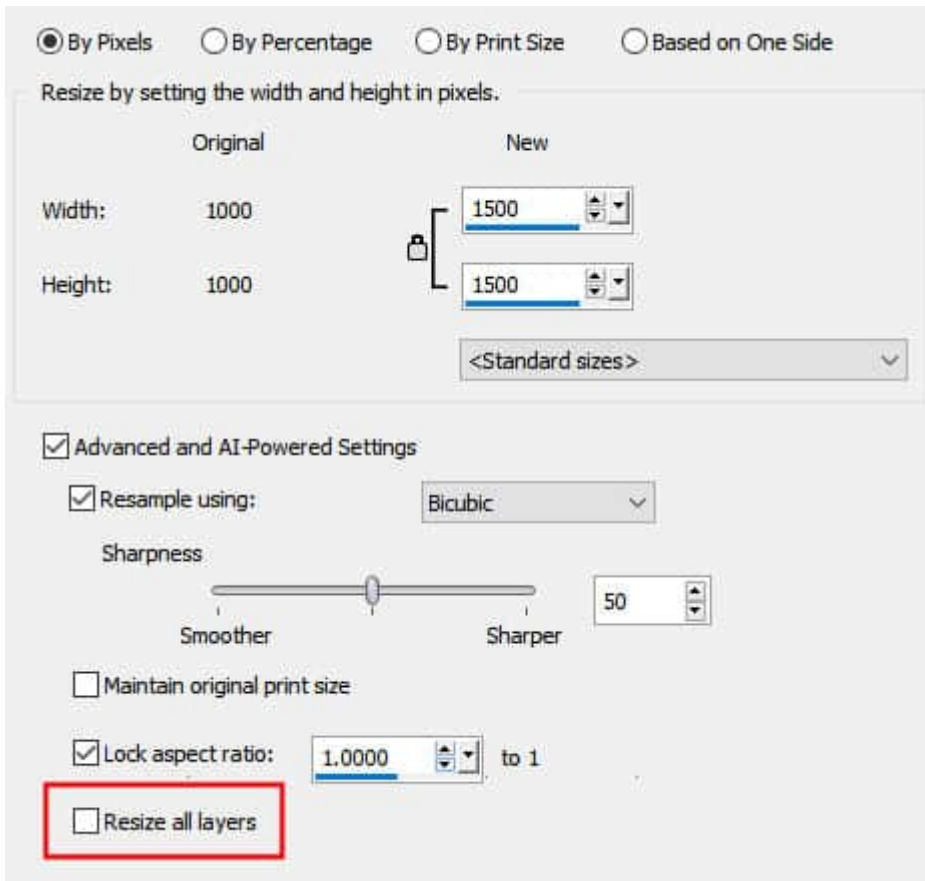 By Pixels By Percentage By Print Size Based on One Side
Resize by setting the width and height in pixels.
Original New
Width: 1000 1500
Height: 1000 1500
<Standard sizes>
Advanced and AI-Powered Settings
Resample using: Bicubic
Sharpness
50
Smoother Sharper
Maintain original print size
Lock aspect ratio: 1.0000 to 1
Resize all layers